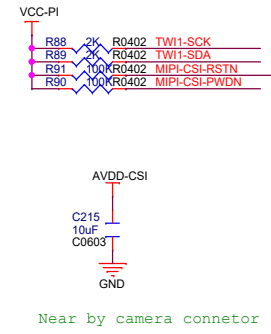 VCC-PI
R88 2K R0402 TWI1-SCK
R89 2K R0402 TWI1-SDA
R91 100K R0402 MIPI-CSI-RSTN
R90 100K R0402 MIPI-CSI-PWDN
AVDD-CSI
C215
10uF
C0603
GND
Near by camera connetor